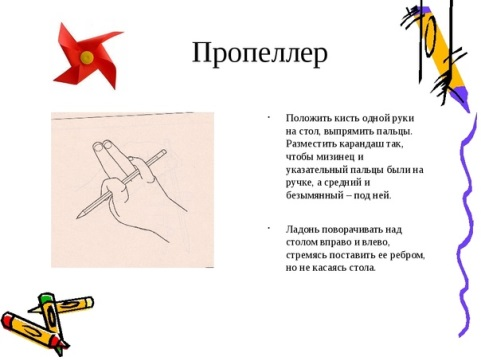 Пропеллер
Положить кисть одной руки
на стол, выпрямить пальцы.
Разместить карандаш так,
чтобы мизинец и
указательный пальцы были на
ручке, а средний и
безымянный – под ней.
Ладонь поворачивать над
столом вправо и влево,
стремясь поставить ее ребром,
но не касаясь стола.